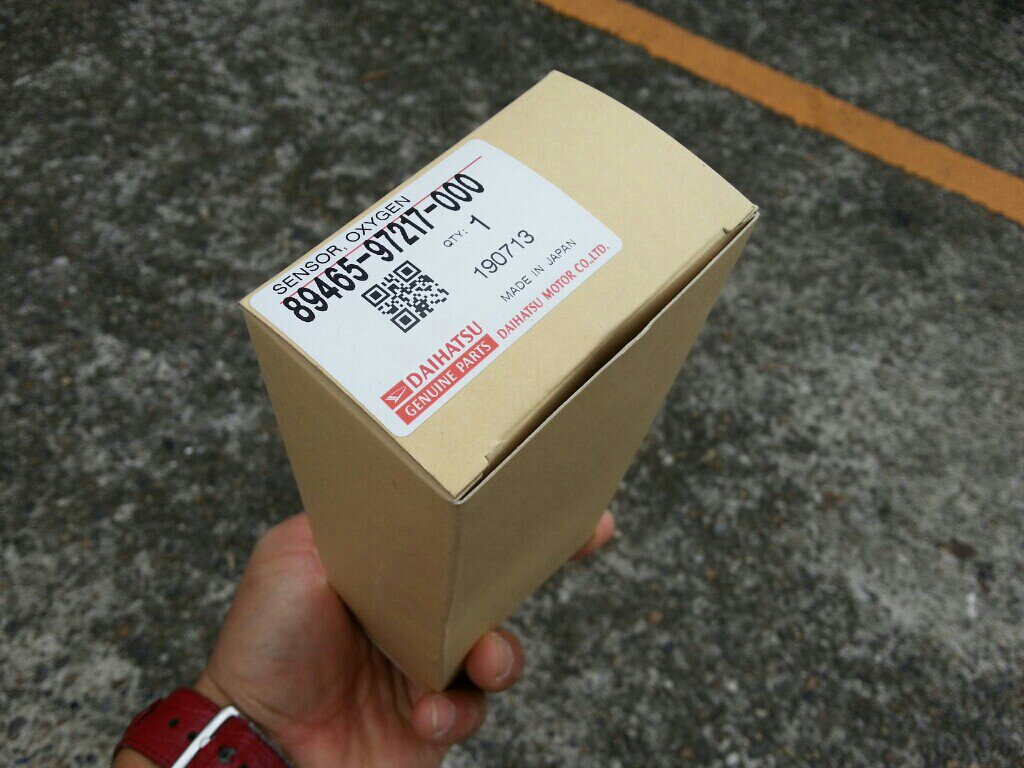 SENSOR, OXYGEN
89465-97217-000
QTY: 1
190713
MADE IN JAPAN
DAIHATSU
GENUINE PARTS
DAIHATSU MOTOR CO.,LTD.